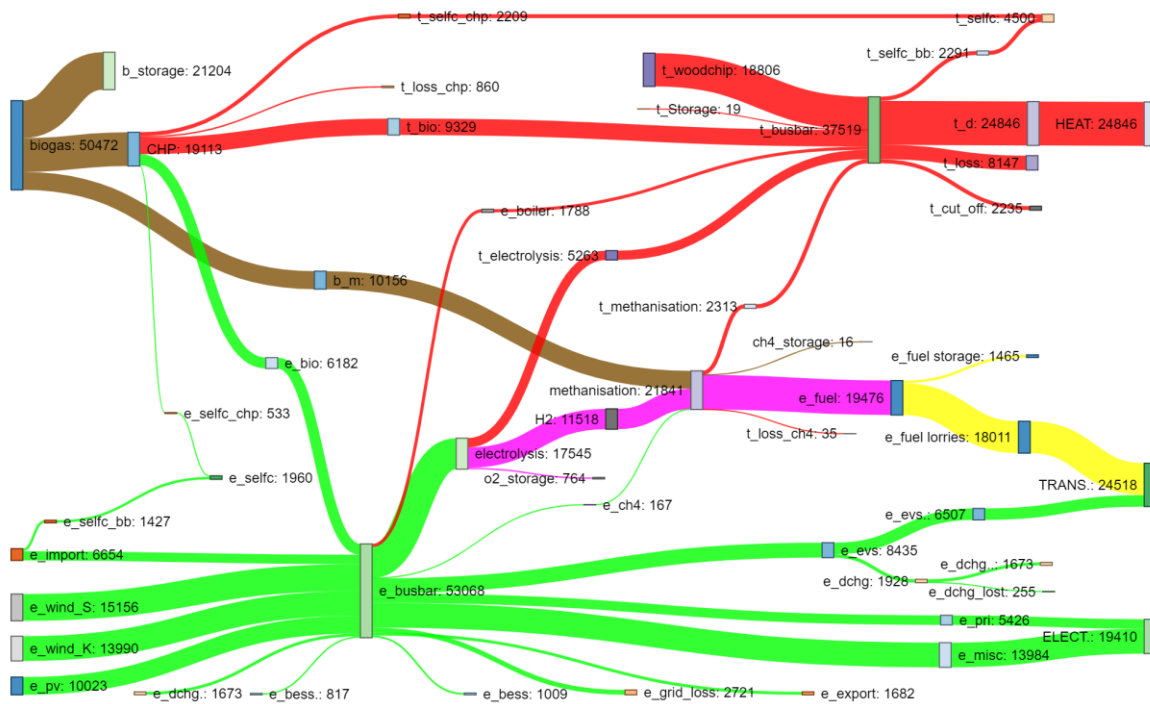 t_selfc_chp: 2209
t_selfc: 4500
t_selfc_bb: 2291
b_storage: 21204
t_woodchip: 18806
t_loss_chp: 860
t_Storage: 19
t_bio: 9329
t_busbar: 37519
t_d: 24846
HEAT: 24846
biogas: 50472
CHP: 19113
t_loss: 8147
e_boiler: 1788
t_cut_off: 2235
t_electrolysis: 5263
b_m: 10156
t_methanisation: 2313
ch4_storage: 16
e_fuel storage: 1465
e_bio: 6182
methanisation: 21841
e_fuel: 19476
e_selfc_chp: 533
H2: 11518
t_loss_ch4: 35
e_fuel lorries: 18011
electrolysis: 17545
e_selfc: 1960
o2_storage: 764
TRANS.: 24518
e_ch4: 167
e_evs.: 6507
e_selfc_bb: 1427
e_import: 6654
e_evs: 8435
e_dchg..: 1673
e_dchg: 1928
e_busbar: 53068
e_dchg_lost: 255
e_wind_S: 15156
e_pri: 5426
ELECT.: 19410
e_wind_K: 13990
e_misc: 13984
e_pv: 10023
e_dchg.: 1673
e_bess.: 817
e_bess: 1009
e_grid_loss: 2721
e_export: 1682